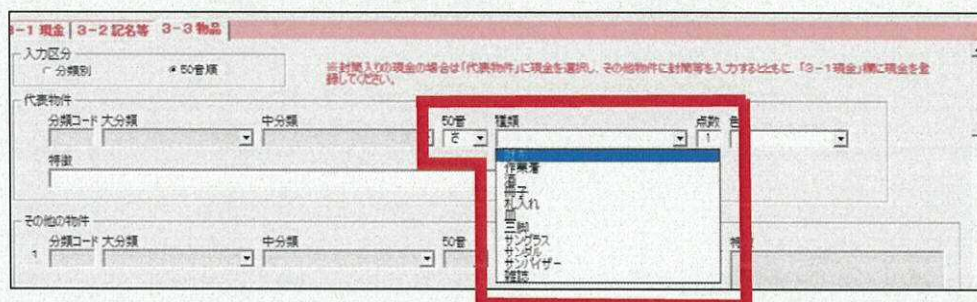 3-1 現金 3-2 記名等 3-3 物品
入力区分
分類別 50音順
※封筒入りの現金の場合は「代表物件」に現金を選択し、その他物件に封筒等を入力するとともに、「3-1現金」欄に現金を登
録してください。
代表物件
分類コード 大分類 中分類 50音 種類 点数 色
さ 1
特徴
作業着
酒
冊子
札入れ
皿
三脚
サングラス
サンダル
サンバイザー
雑誌
その他の物件
分類コード 大分類 中分類 50音
1